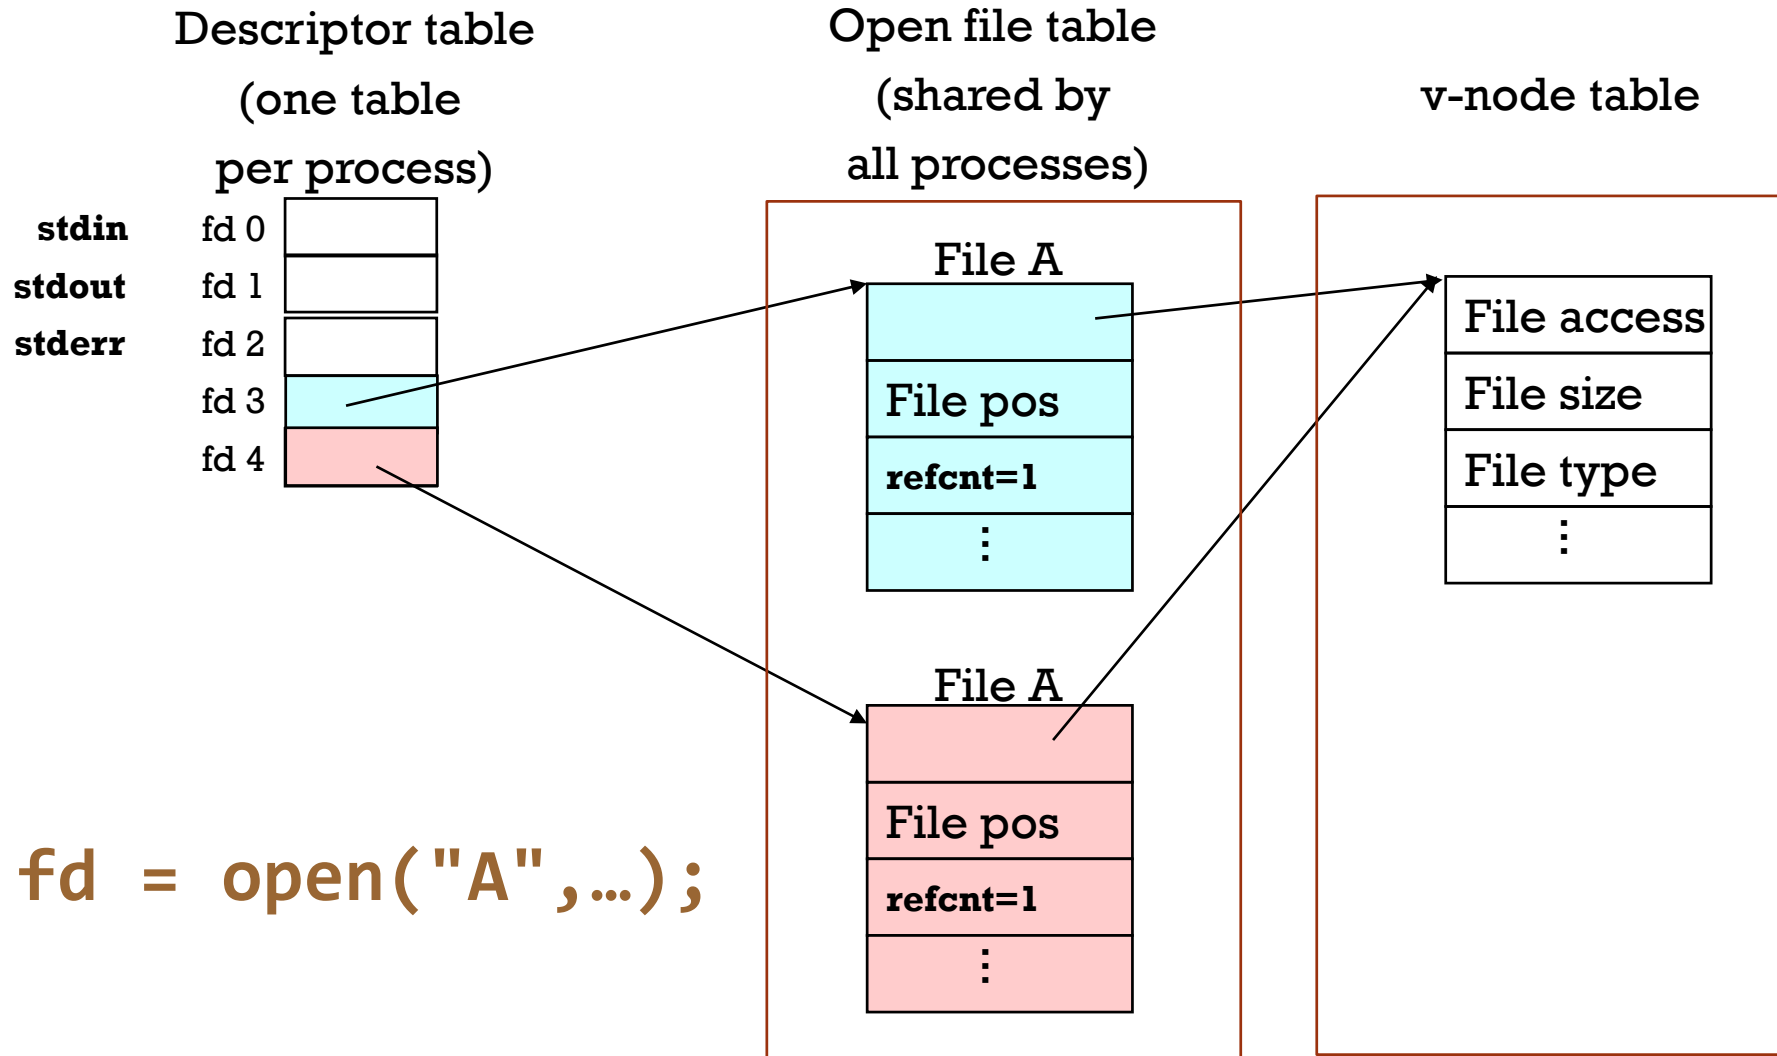 Descriptor table
(one table
per process)
Open file table
(shared by
all processes)
v-node table
stdin fd 0
stdout fd 1
stderr fd 2
fd 3
fd 4
File A
File pos
refcnt=1
⋮
File A
File pos
refcnt=1
⋮
File access
File size
File type
⋮
fd = open("A",…);